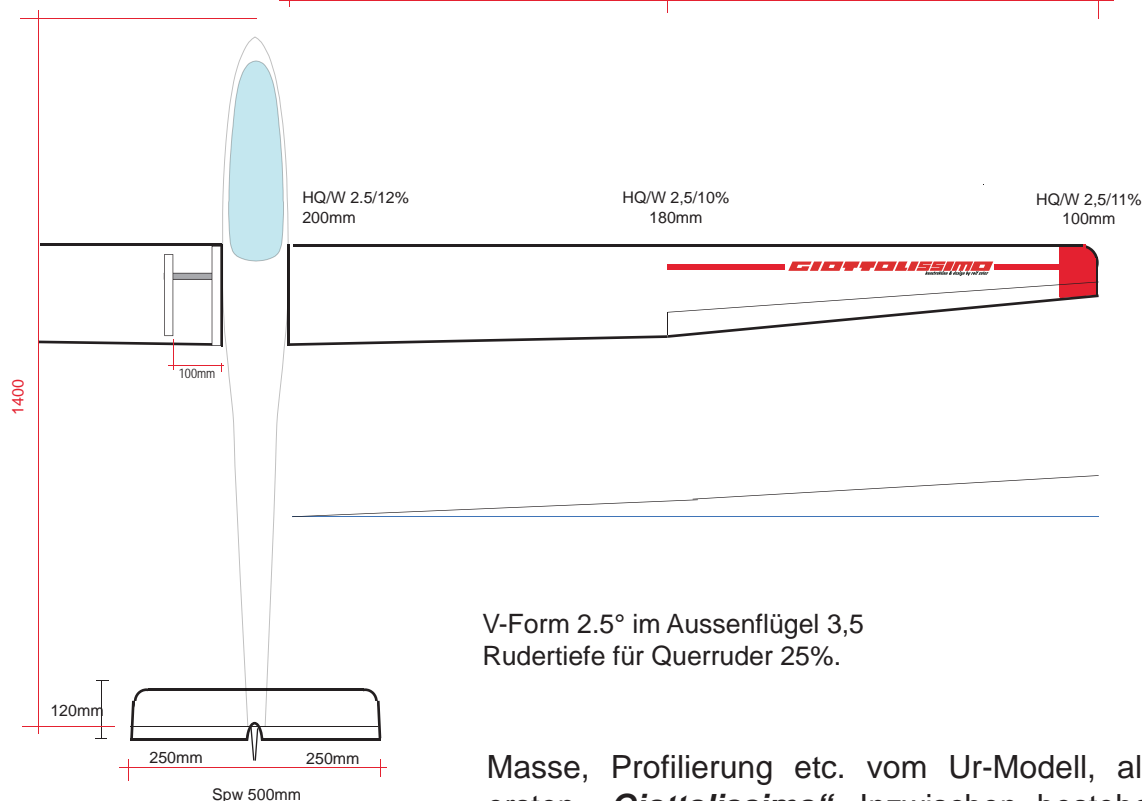 HQ/W 2.5/12%
200mm
HQ/W 2,5/10%
180mm
HQ/W 2,5/11%
100mm
GIOTTOLISSIMO
100mm
1400
V-Form 2.5° im Aussenflügel 3,5
Rudertiefe für Querruder 25%.
120mm
250mm
250mm
Spw 500mm
Masse, Profilierung etc. vom Ur-Modell, al